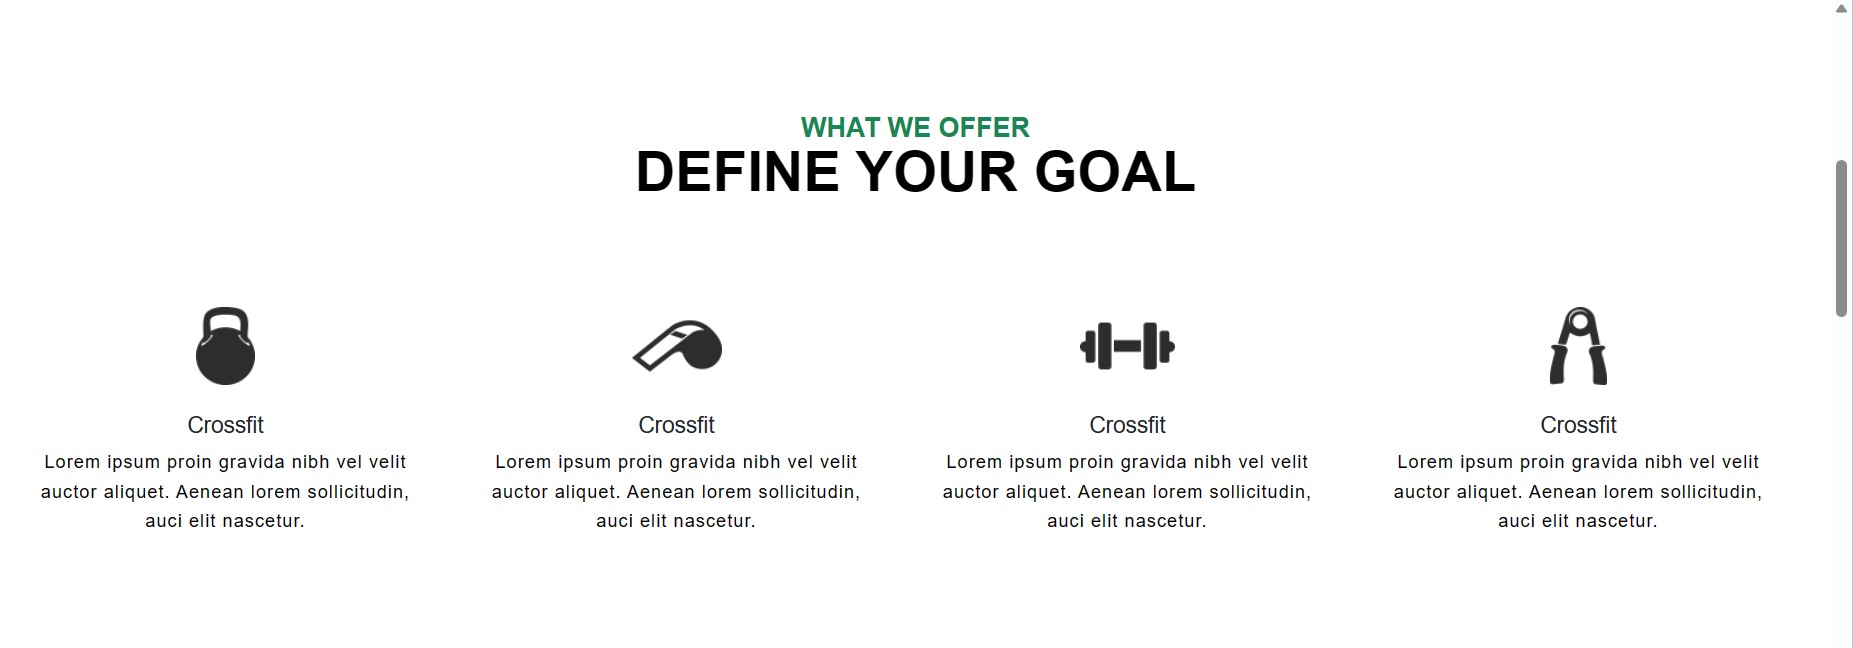 WHAT WE OFFER
DEFINE YOUR GOAL
Crossfit
Lorem ipsum proin gravida nibh vel velit
auctor aliquet. Aenean lorem sollicitudin,
auci elit nascetur.
Crossfit
Lorem ipsum proin gravida nibh vel velit
auctor aliquet. Aenean lorem sollicitudin,
auci elit nascetur.
Crossfit
Lorem ipsum proin gravida nibh vel velit
auctor aliquet. Aenean lorem sollicitudin,
auci elit nascetur.
Crossfit
Lorem ipsum proin gravida nibh vel velit
auctor aliquet. Aenean lorem sollicitudin,
auci elit nascetur.